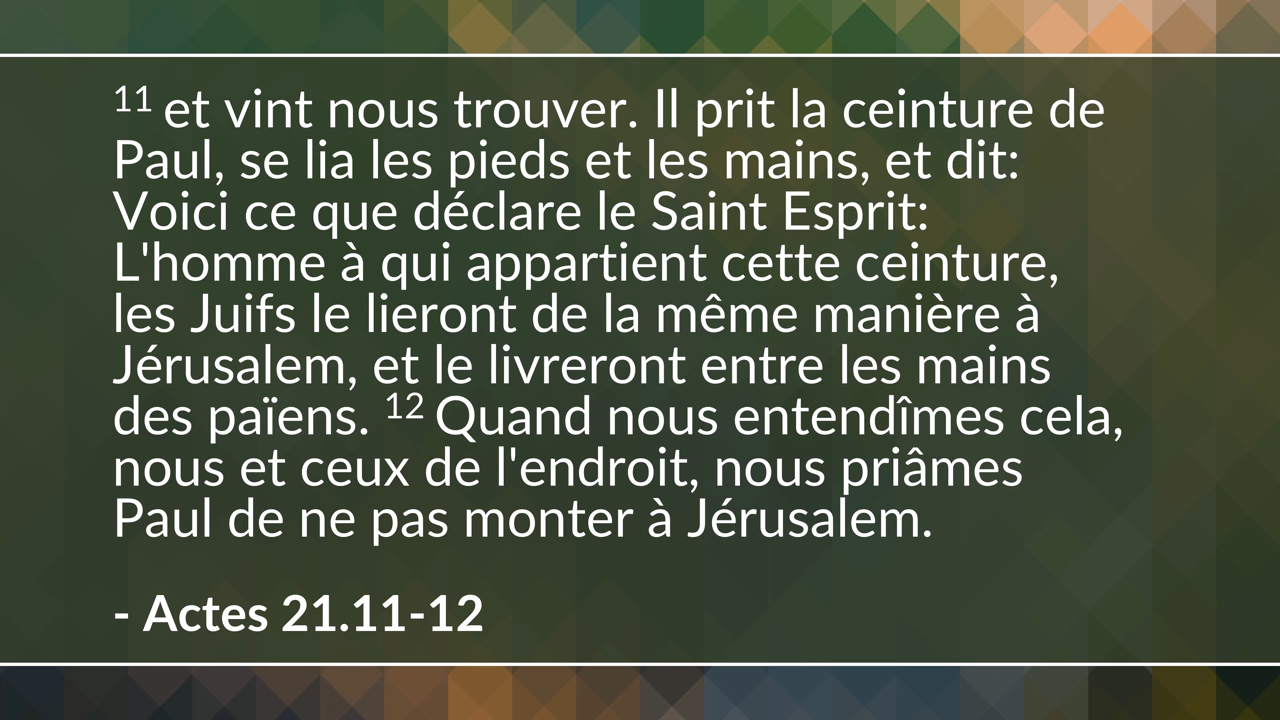 11 et vint nous trouver. Il prit la ceinture de
Paul, se lia les pieds et les mains, et dit:
Voici ce que déclare le Saint Esprit:
L'homme à qui appartient cette ceinture,
les Juifs le lieront de la même manière à
Jérusalem, et le livreront entre les mains
des païens. 12 Quand nous entendîmes cela,
nous et ceux de l'endroit, nous priâmes
Paul de ne pas monter à Jérusalem.
- Actes 21.11-12